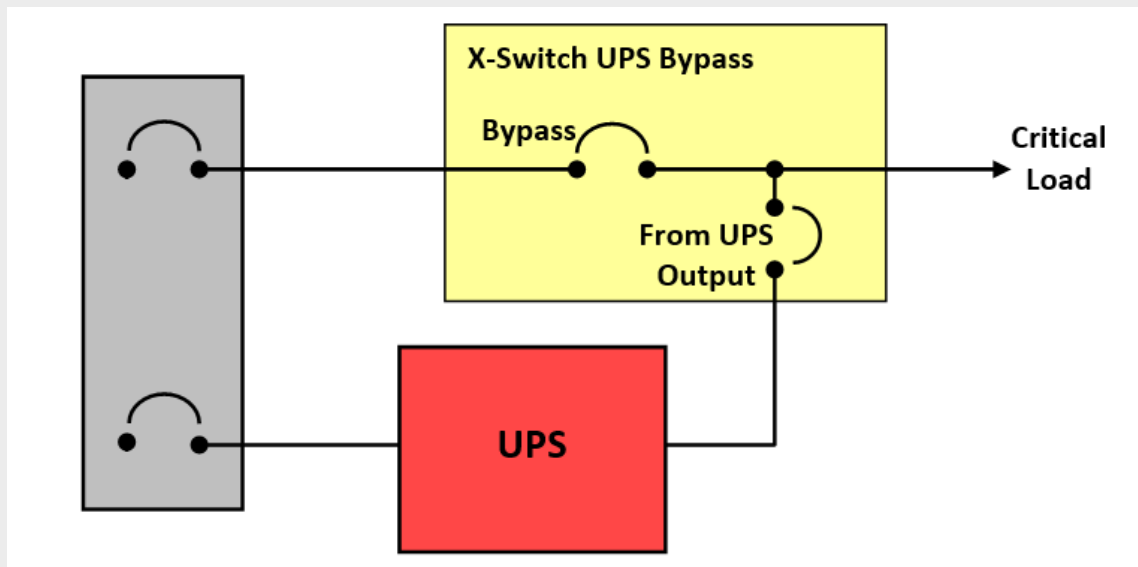 X-Switch UPS Bypass
Bypass
Critical
Load
From UPS
Output
UPS